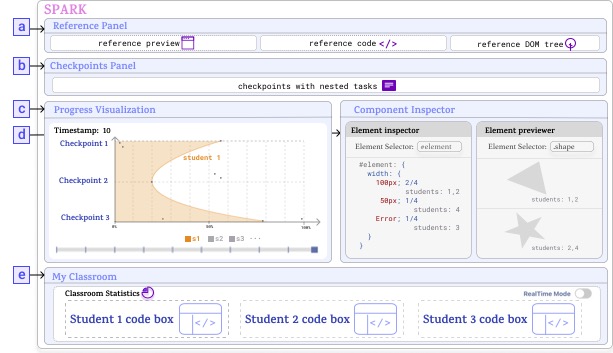 SPARK
a
Reference Panel
reference preview
reference code </>
reference DOM tree
b
Checkpoints Panel
checkpoints with nested tasks
c
Progress Visualization
d
Timestamp: 10
Checkpoint 1
student 1
Checkpoint 2
Checkpoint 3
0%
50%
100%
s1 s2 s3 ...
Component Inspector
Element inspector
Element Selector: #element
#element: {
width: {
100px; 2/4
students: 1,2
50px; 1/4
students: 4
Error; 1/4
students: 3
}
}
Element previewer
Element Selector: .shape
students: 1,2
students: 2,4
e
My Classroom
Classroom Statistics
RealTime Mode
Student 1 code box </>
Student 2 code box </>
Student 3 code box </>